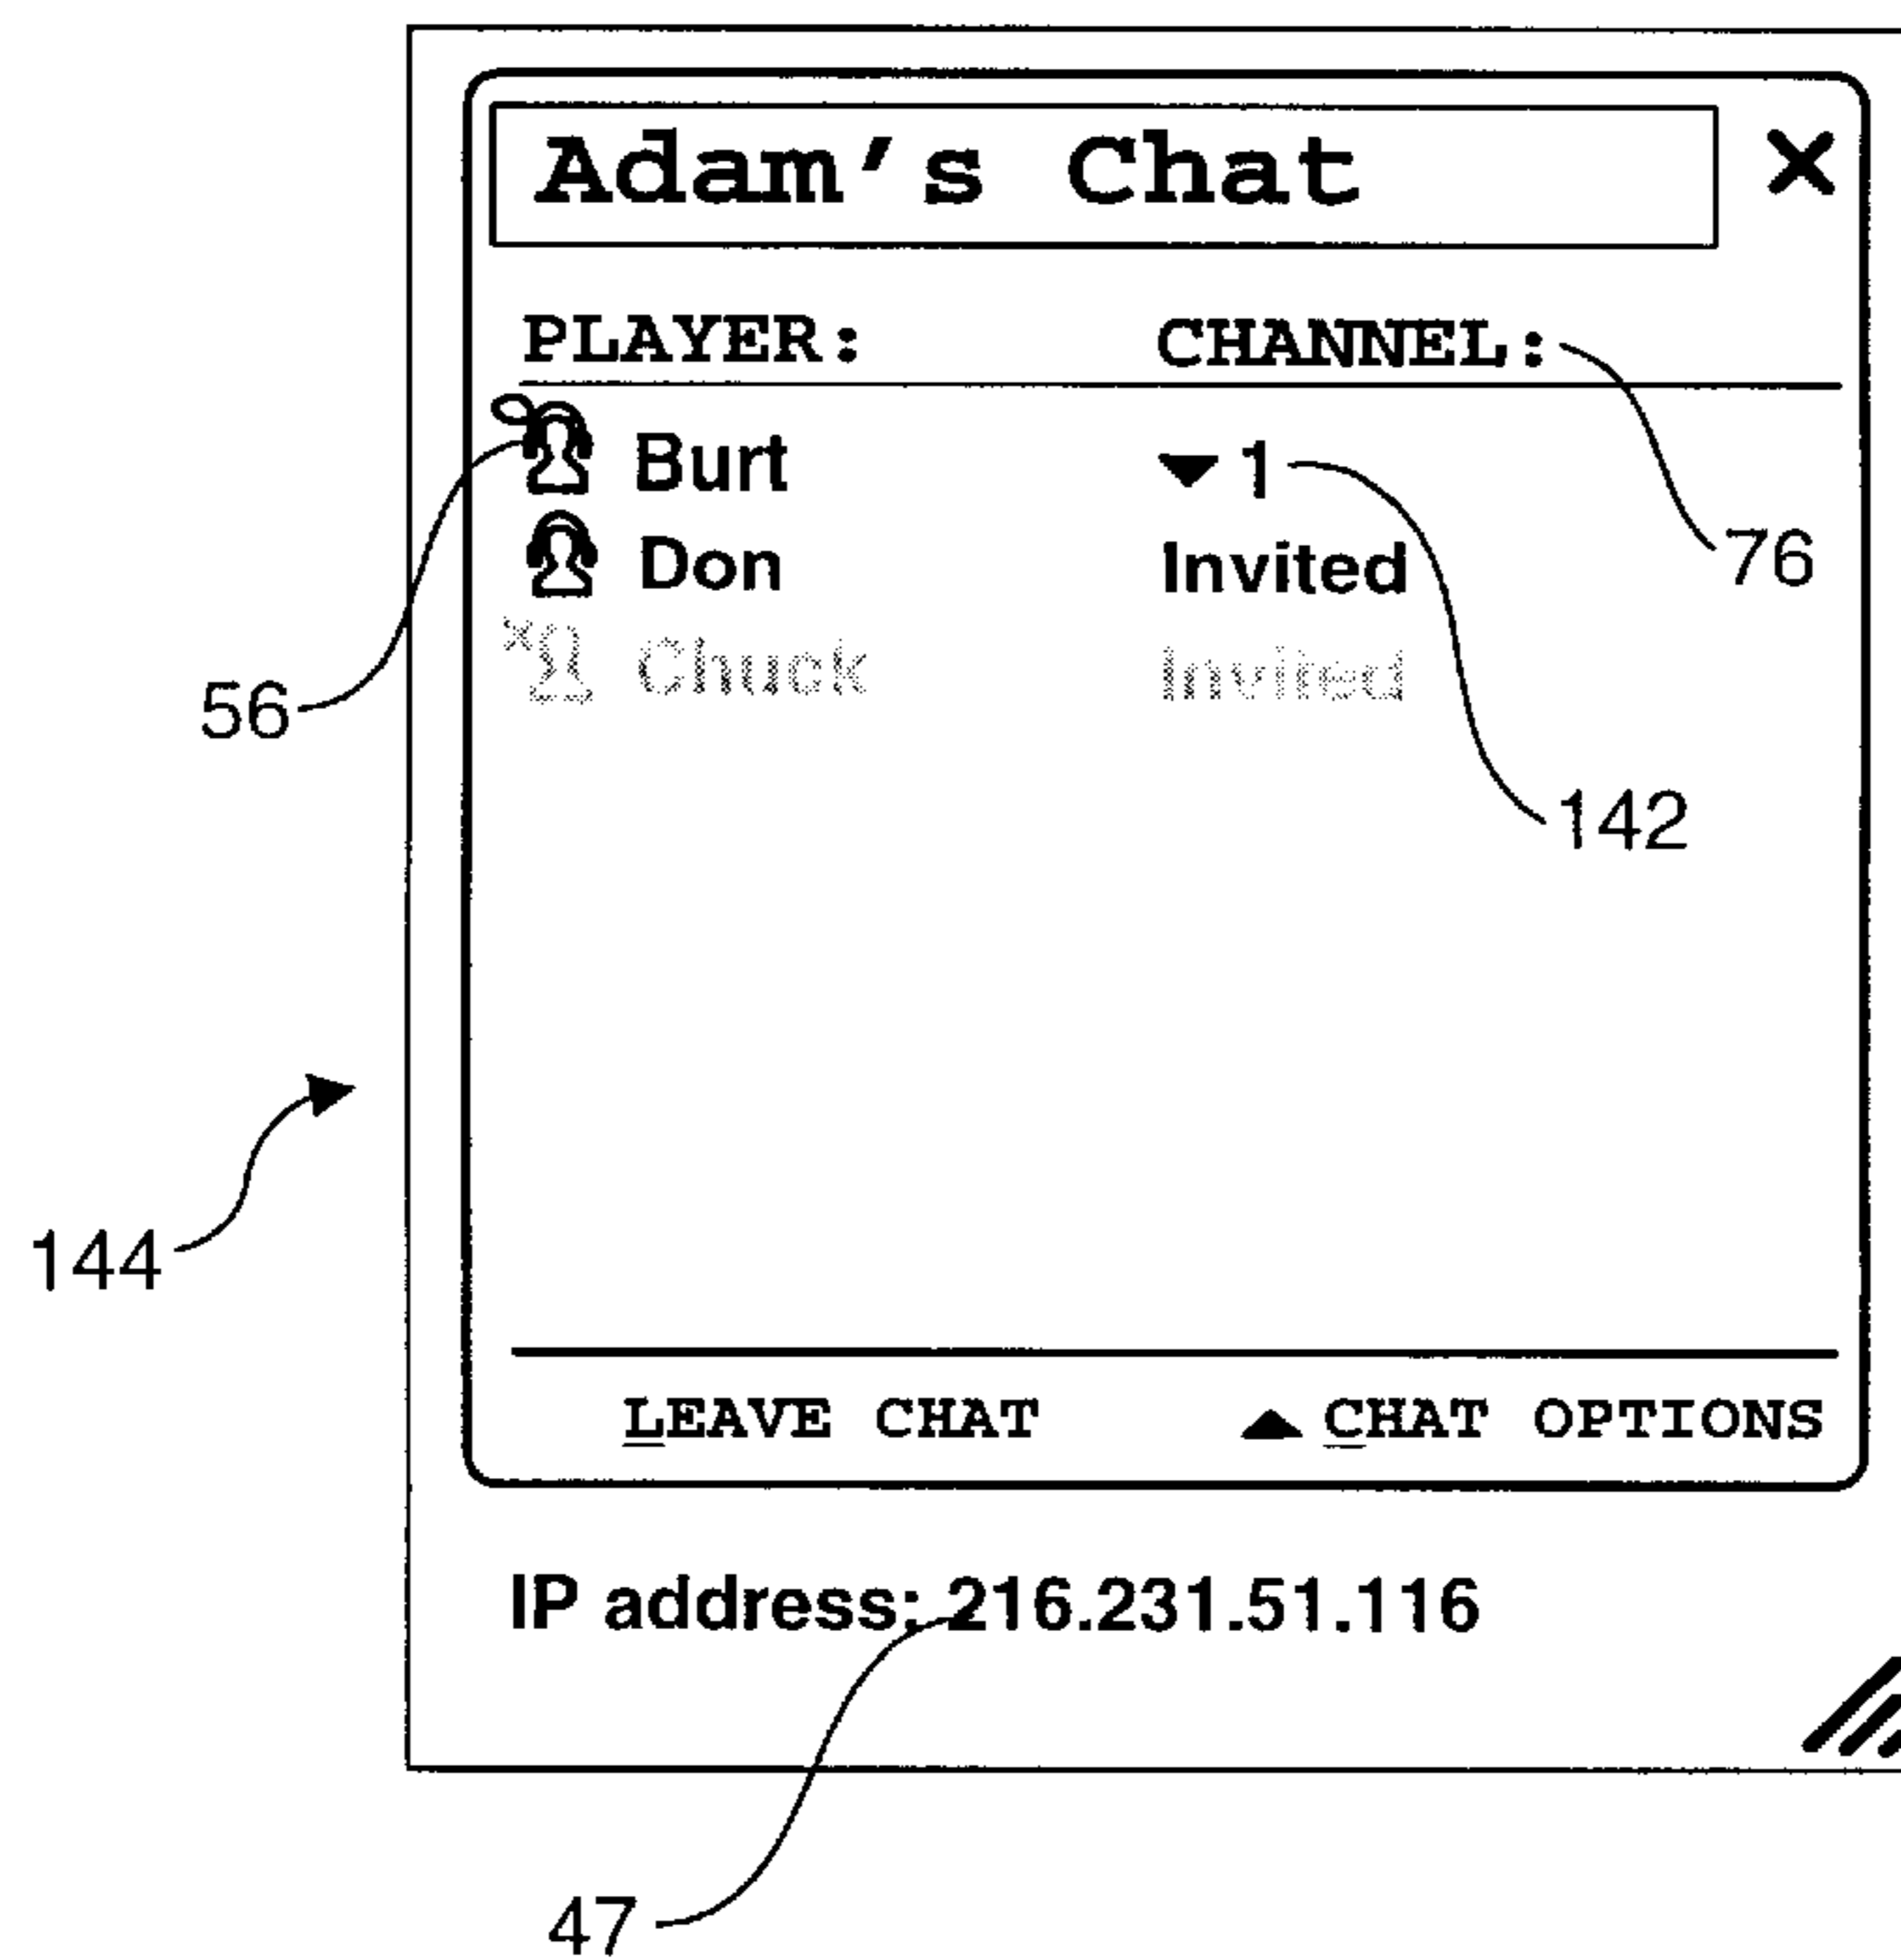 Adam's Chat ×
PLAYER: CHANNEL:
Burt ▼1
Don Invited
76
Chuck Invited
56
142
144
LEAVE CHAT ▲ CHAT OPTIONS
IP address: 216.231.51.116
47